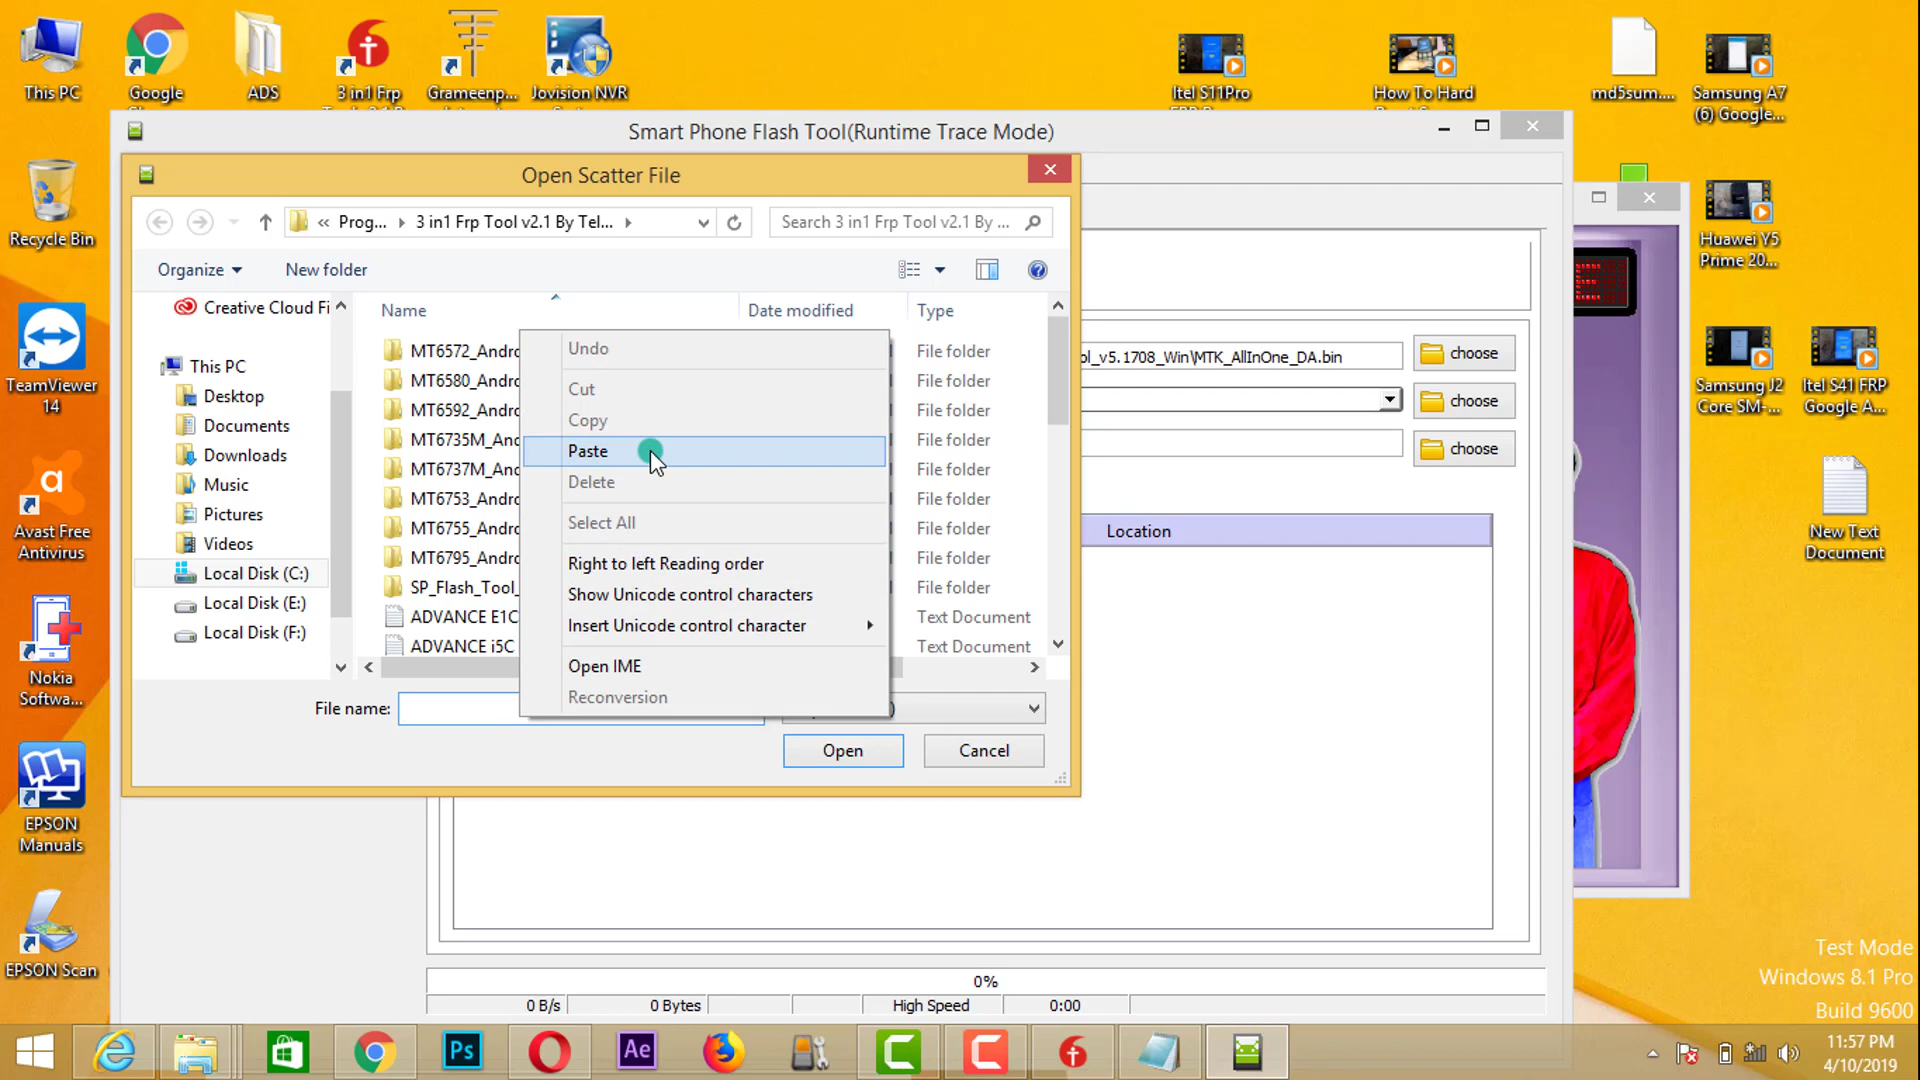 This PC
Google
ADS
3 in1 Frp
Grameenp...
Jovision NVR
Itel S11Pro
How To Hard
md5sum....
Samsung A7
(6) Google...
Smart Phone Flash Tool(Runtime Trace Mode)
Open Scatter File
« Prog... 3 in1 Frp Tool v2.1 By Tel...
Search 3 in1 Frp Tool v2.1 By ...
Organize
New folder
Name
Date modified
Type
Creative Cloud Fi
This PC
Desktop
Documents
Downloads
Music
Pictures
Videos
Local Disk (C:)
Local Disk (E:)
Local Disk (F:)
MT6572_Andro
File folder
MT6580_Andro
File folder
MT6592_Andro
File folder
MT6735M_And
File folder
MT6737M_And
File folder
MT6753_Andro
File folder
MT6755_Andro
File folder
MT6795_Andro
File folder
SP_Flash_Tool_
File folder
ADVANCE E1C
Text Document
ADVANCE i5C
Text Document
Undo
Cut
Copy
Paste
Delete
Select All
Right to left Reading order
Show Unicode control characters
Insert Unicode control character
Open IME
Reconversion
File name:
Open
Cancel
ol_v5.1708_Win\MTK_AllInOne_DA.bin
choose
choose
choose
Location
0%
0 B/s
0 Bytes
High Speed
0:00
Recycle Bin
TeamViewer
14
Avast Free
Antivirus
Nokia
Softwa...
EPSON
Manuals
EPSON Scan
Huawei Y5
Prime 20...
Samsung J2
Core SM-...
Itel S41 FRP
Google A...
New Text
Document
Test Mode
Windows 8.1 Pro
Build 9600
Ps
Ae
11:57 PM
4/10/2019